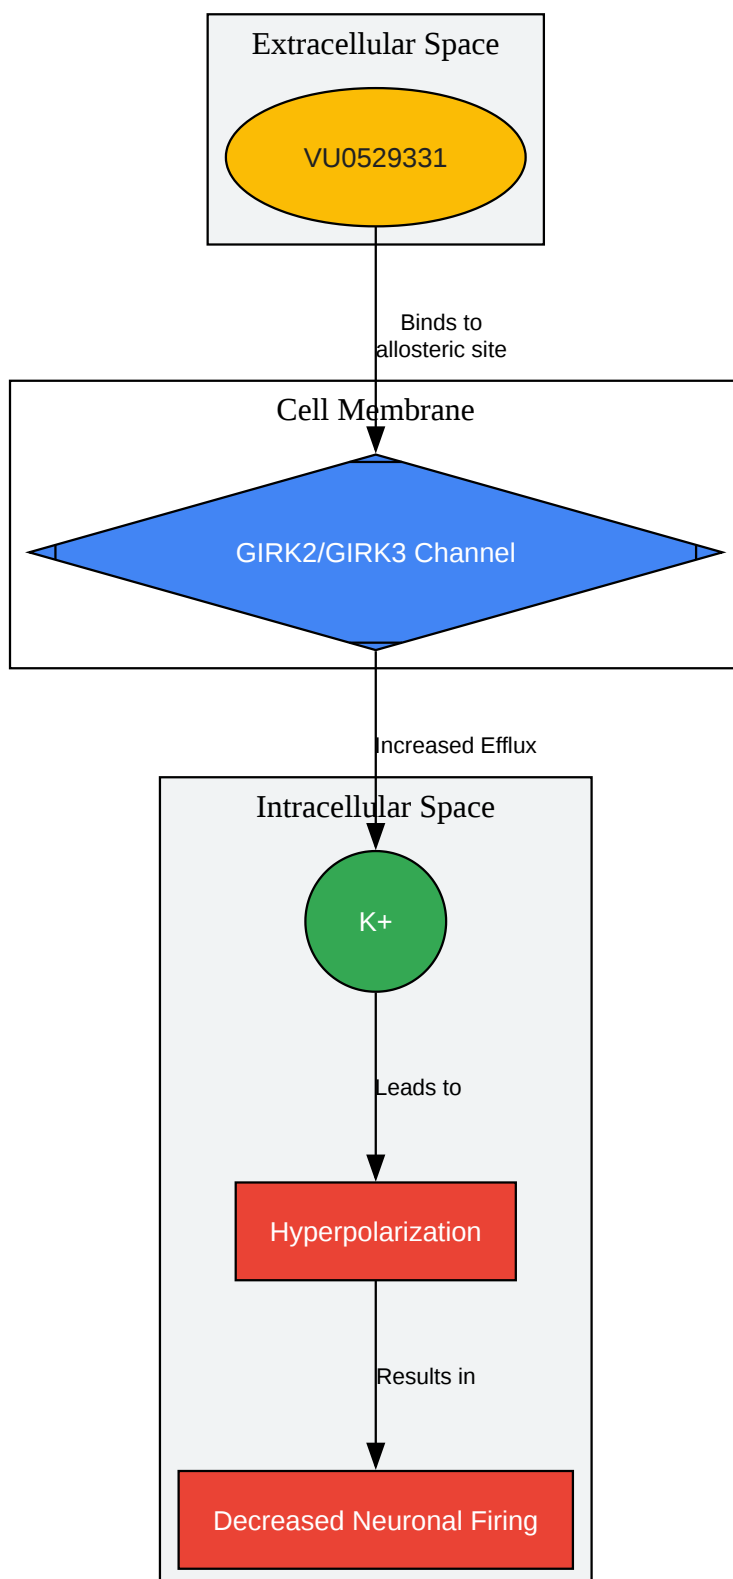 Extracellular Space
VU0529331
Binds to
allosteric site
Cell Membrane
GIRK2/GIRK3 Channel
Increased Efflux
Intracellular Space
K+
Leads to
Hyperpolarization
Results in
Decreased Neuronal Firing